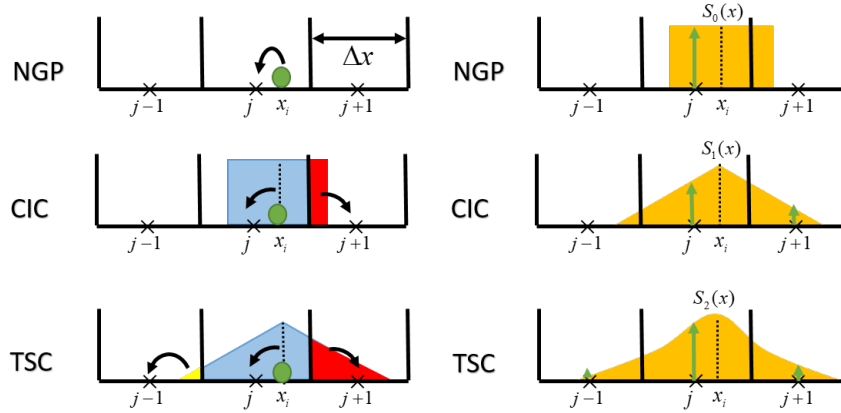 NGP
Δx
j−1
j
x_i
j+1
NGP
S_0(x)
j−1
j
x_i
j+1
CIC
j−1
j
x_i
j+1
CIC
S_1(x)
j−1
j
x_i
j+1
TSC
j−1
j
x_i
j+1
TSC
S_2(x)
j−1
j
x_i
j+1